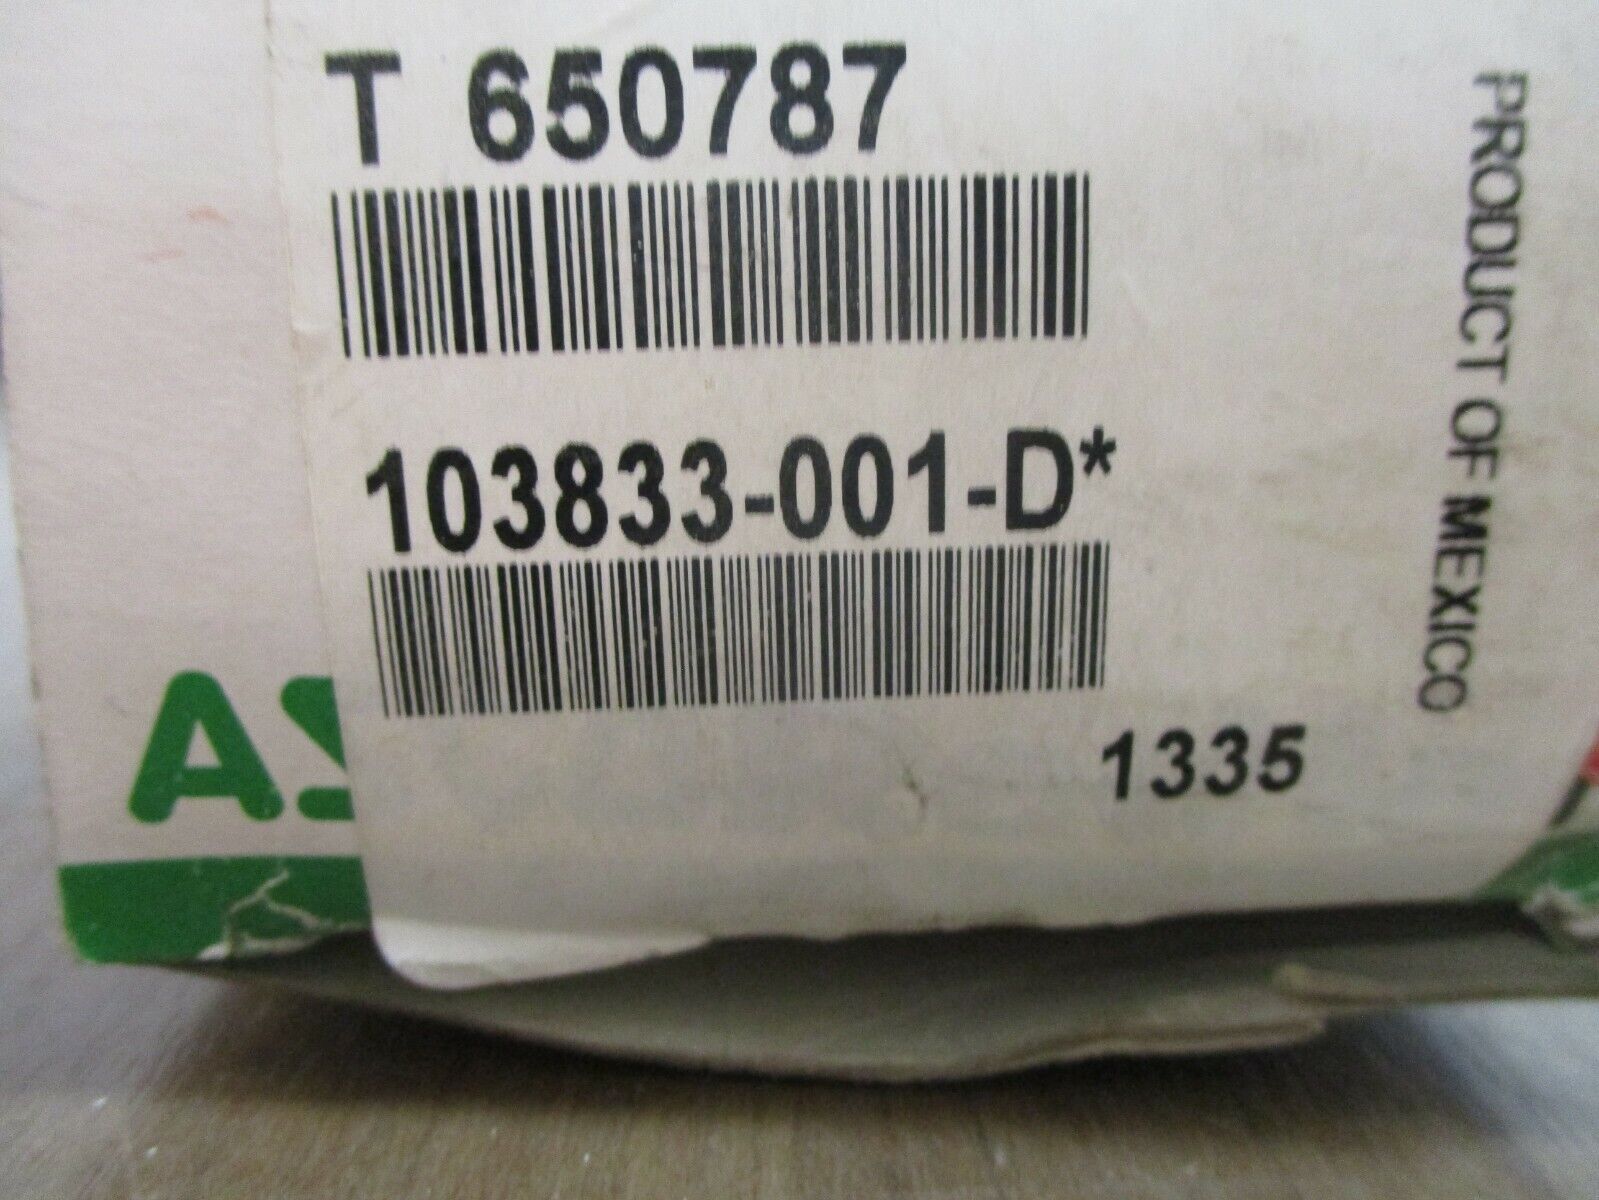 T 650787
103833-001-D*
1335
PRODUCT OF MEXICO